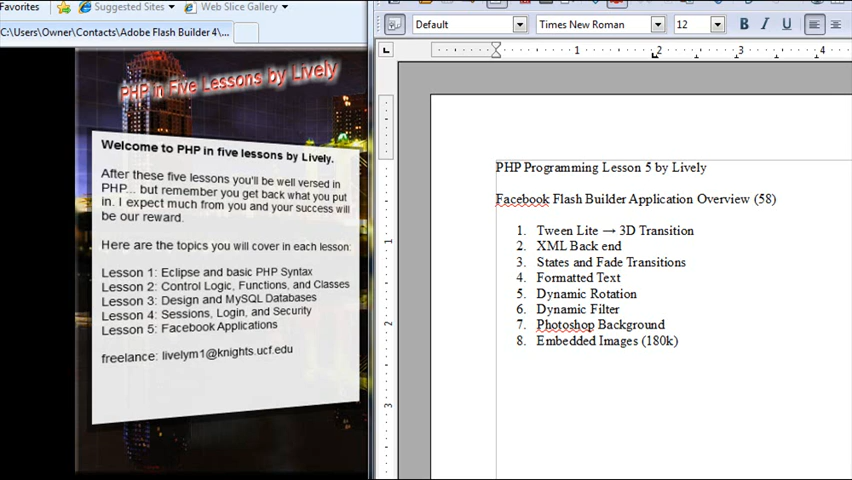 Favorites
Suggested Sites
Web Slice Gallery
C:\Users\Owner\Contacts\Adobe Flash Builder 4\...
PHP in Five Lessons by Lively
Welcome to PHP in five lessons by Lively.
After these five lessons you'll be well versed in
PHP... but remember you get back what you put
in. I expect much from you and your success will
be our reward.
Here are the topics you will cover in each lesson:
Lesson 1: Eclipse and basic PHP Syntax
Lesson 2: Control Logic, Functions, and Classes
Lesson 3: Design and MySQL Databases
Lesson 4: Sessions, Login, and Security
Lesson 5: Facebook Applications
freelance: livelym1@knights.ucf.edu
Default
Times New Roman
12
B I U
1 2 3 4
1
2
3
PHP Programming Lesson 5 by Lively
Facebook Flash Builder Application Overview (58)
1. Tween Lite → 3D Transition
2. XML Back end
3. States and Fade Transitions
4. Formatted Text
5. Dynamic Rotation
6. Dynamic Filter
7. Photoshop Background
8. Embedded Images (180k)